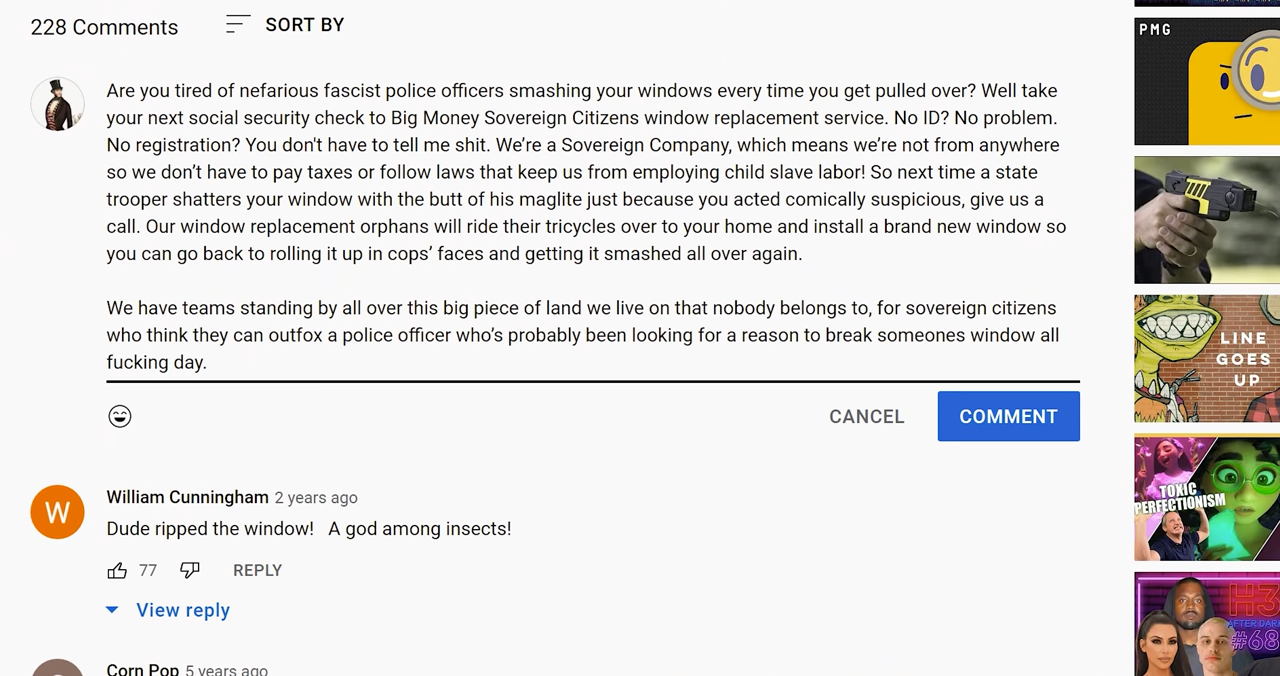 228 Comments
SORT BY
Are you tired of nefarious fascist police officers smashing your windows every time you get pulled over? Well take
your next social security check to Big Money Sovereign Citizens window replacement service. No ID? No problem.
No registration? You don't have to tell me shit. We’re a Sovereign Company, which means we’re not from anywhere
so we don’t have to pay taxes or follow laws that keep us from employing child slave labor! So next time a state
trooper shatters your window with the butt of his maglite just because you acted comically suspicious, give us a
call. Our window replacement orphans will ride their tricycles over to your home and install a brand new window so
you can go back to rolling it up in cops’ faces and getting it smashed all over again.
We have teams standing by all over this big piece of land we live on that nobody belongs to, for sovereign citizens
who think they can outfox a police officer who’s probably been looking for a reason to break someones window all
fucking day.
CANCEL
COMMENT
W
William Cunningham 2 years ago
Dude ripped the window! A god among insects!
77
REPLY
View reply
Corn Pop 5 years ago
PMG
LINE
GOES
UP
TOXIC
PERFECTIONISM
H3
AFTER DARK
#68